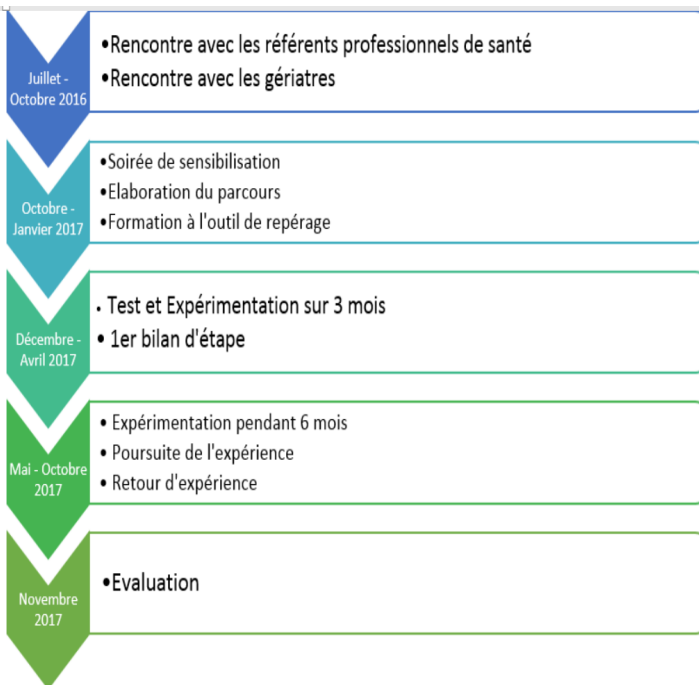 Juillet -
Octobre 2016
•Rencontre avec les référents professionnels de santé
•Rencontre avec les gériatres
Octobre -
Janvier 2017
•Soirée de sensibilisation
•Elaboration du parcours
•Formation à l'outil de repérage
Décembre -
Avril 2017
• Test et Expérimentation sur 3 mois
• 1er bilan d'étape
Mai - Octobre
2017
• Expérimentation pendant 6 mois
• Poursuite de l'expérience
• Retour d'expérience
Novembre
2017
•Evaluation